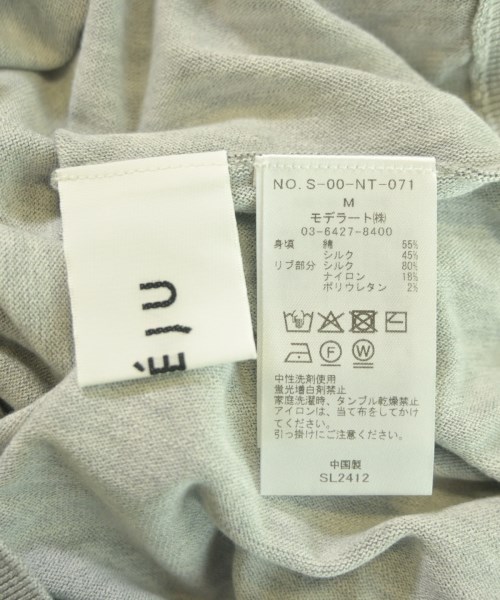 NO.S-00-NT-071
M
モデラート㈱
03-6427-8400
身頃 綿 55%
シルク 45%
リブ部分 シルク 80%
ナイロン 18%
ポリウレタン 2%
F W
中性洗剤使用
蛍光増白剤禁止
家庭洗濯時、タンブル乾燥禁止
アイロンは、当て布をしてかけ
てください。
引っ掛けにご注意ください。
中国製
SL2412
É/U